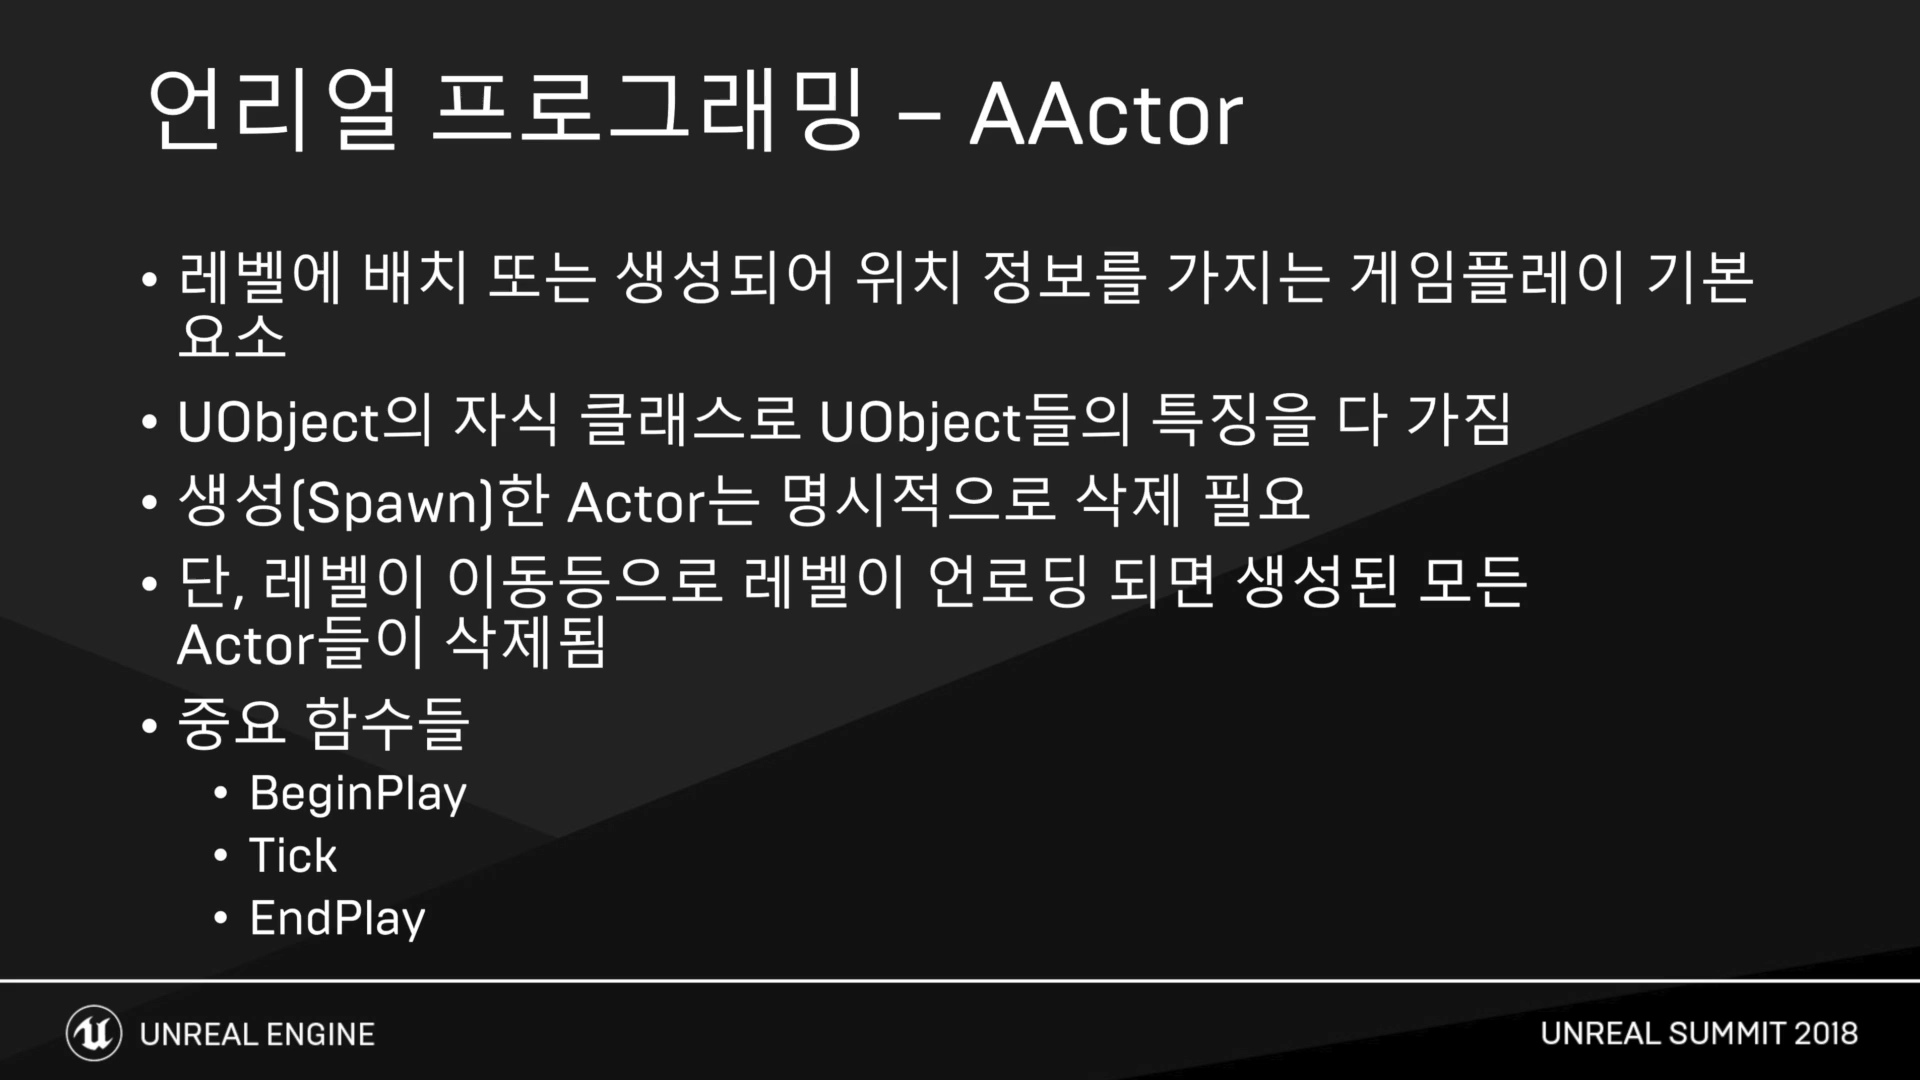 언리얼 프로그래밍 – AActor
• 레벨에 배치 또는 생성되어 위치 정보를 가지는 게임플레이 기본
요소
• UObject의 자식 클래스로 UObject들의 특징을 다 가짐
• 생성(Spawn)한 Actor는 명시적으로 삭제 필요
• 단, 레벨이 이동등으로 레벨이 언로딩 되면 생성된 모든
Actor들이 삭제됨
• 중요 함수들
• BeginPlay
• Tick
• EndPlay
UNREAL ENGINE
UNREAL SUMMIT 2018